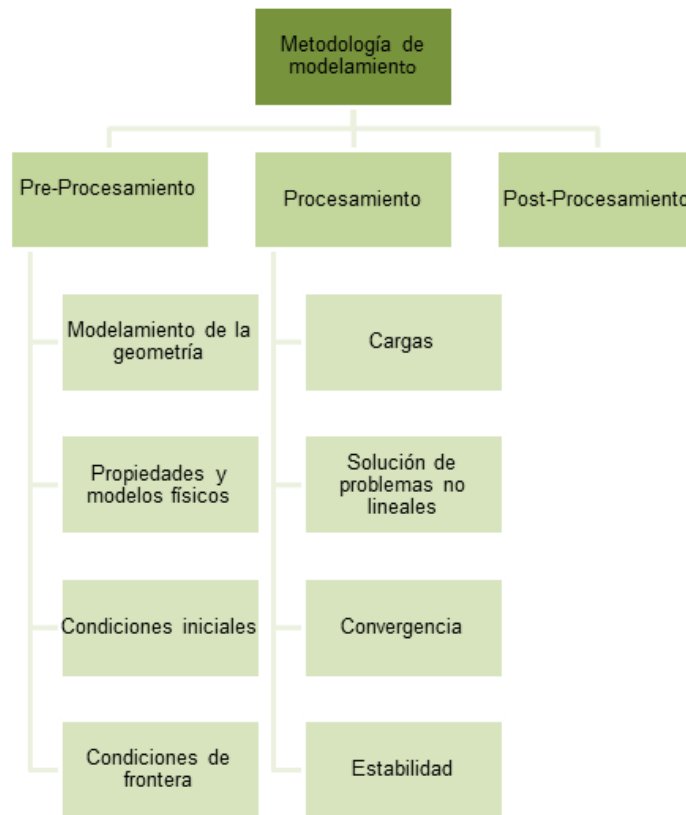 Metodología de
modelamiento
Pre-Procesamiento
Procesamiento
Post-Procesamiento
Modelamiento de la
geometría
Cargas
Propiedades y
modelos físicos
Solución de
problemas no
lineales
Condiciones iniciales
Convergencia
Condiciones de
frontera
Estabilidad